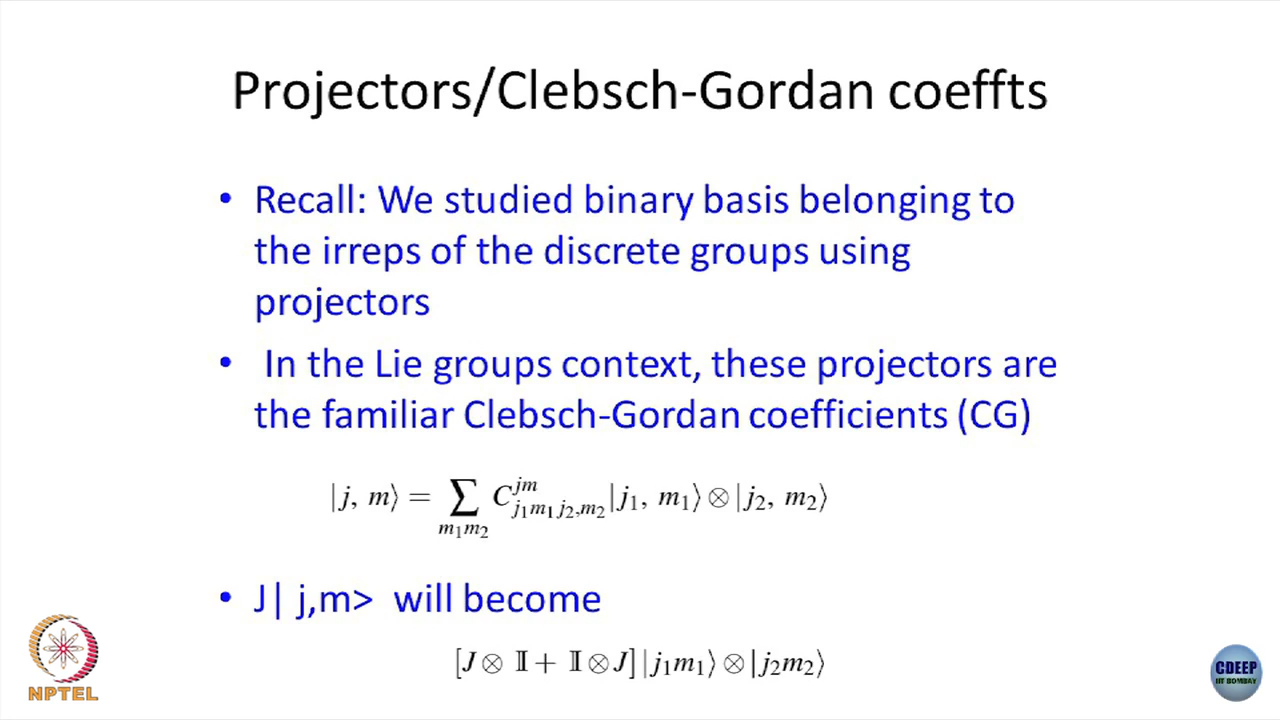 Projectors/Clebsch-Gordan coeffts
• Recall: We studied binary basis belonging to
the irreps of the discrete groups using
projectors
• In the Lie groups context, these projectors are
the familiar Clebsch-Gordan coefficients (CG)
|j, m⟩ = ∑_{m₁m₂} C^{jm}_{j₁m₁j₂,m₂} |j₁, m₁⟩ ⊗ |j₂, m₂⟩
• J| j,m> will become
[J ⊗ 𝕀 + 𝕀 ⊗ J] |j₁m₁⟩ ⊗ |j₂m₂⟩
NPTEL
CDEEP
IIT BOMBAY